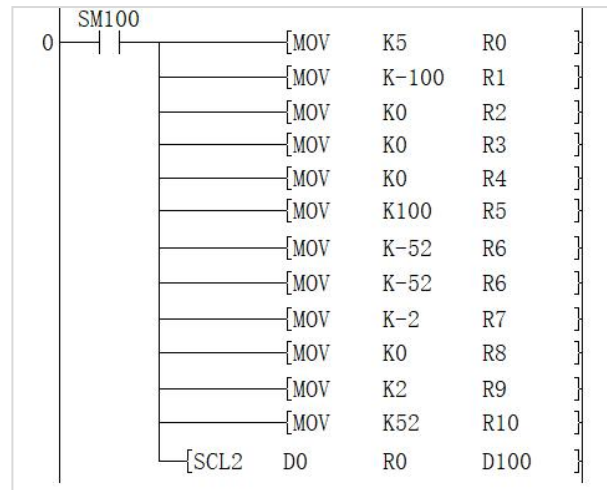 SM100
0 [MOV K5 R0 ]
[MOV K-100 R1 ]
[MOV K0 R2 ]
[MOV K0 R3 ]
[MOV K0 R4 ]
[MOV K100 R5 ]
[MOV K-52 R6 ]
[MOV K-52 R6 ]
[MOV K-2 R7 ]
[MOV K0 R8 ]
[MOV K2 R9 ]
[MOV K52 R10 ]
[SCL2 D0 R0 D100 ]